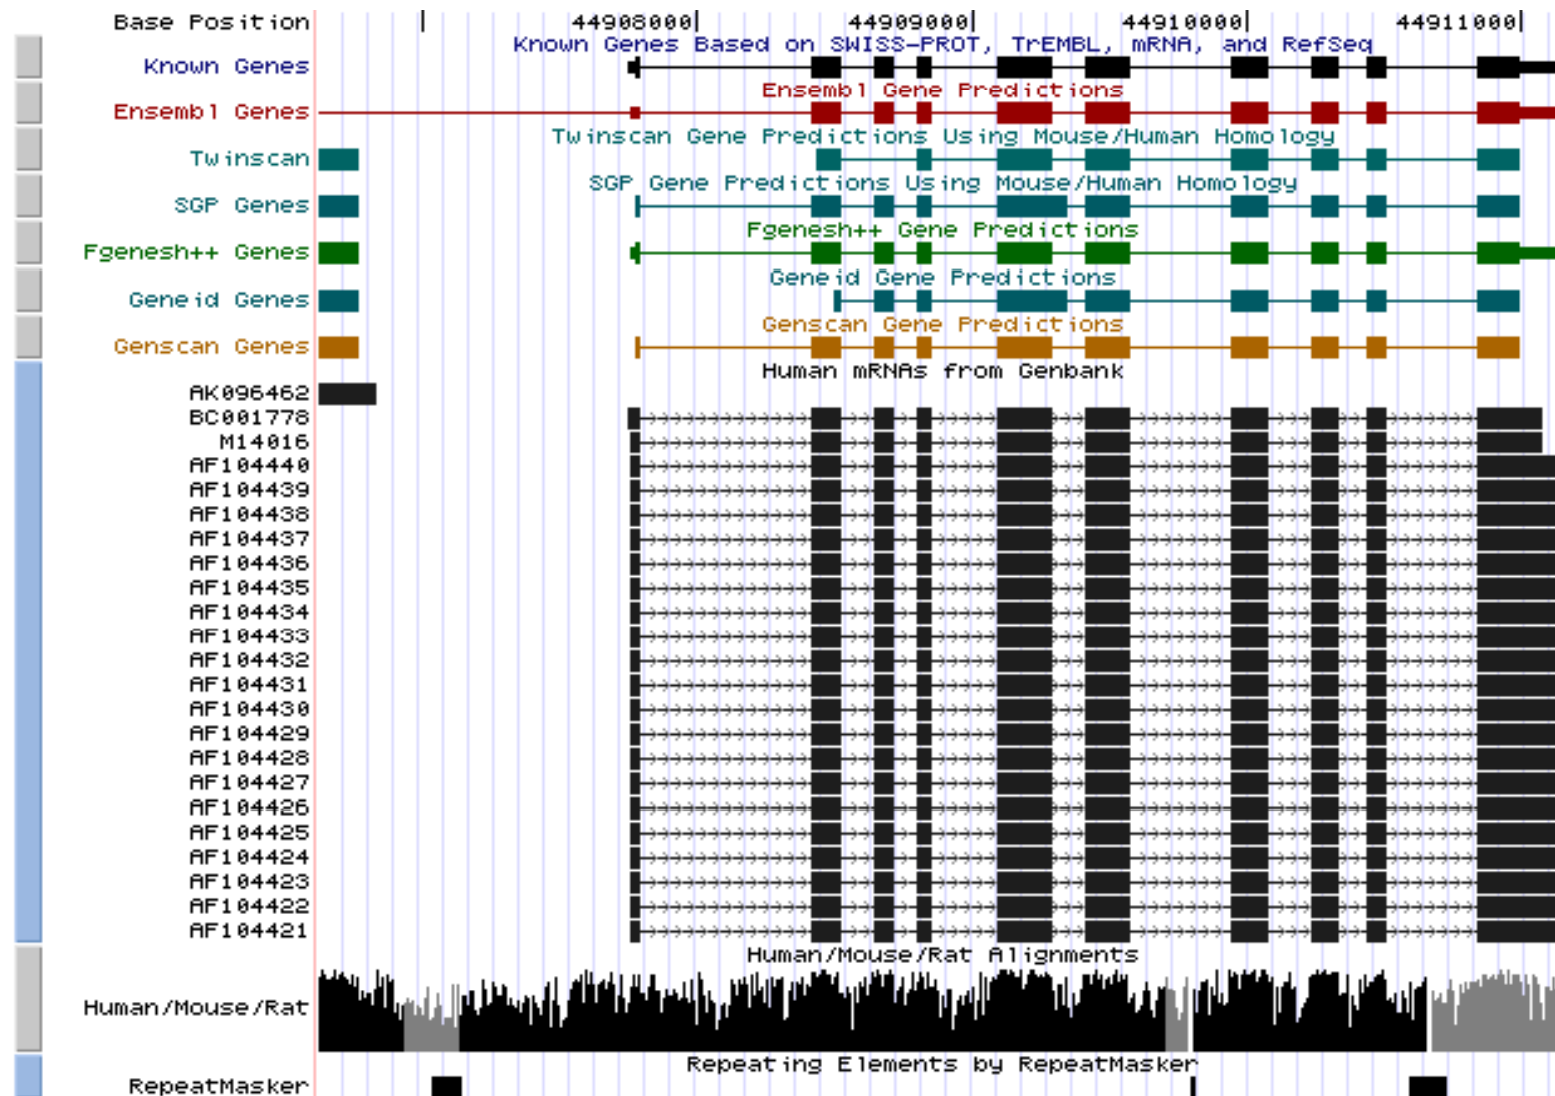 Base Position 44908000 44909000 44910000 44911000
Known Genes Based on SWISS-PROT, TrEMBL, mRNA, and RefSeq
Known Genes
Ensembl Gene Predictions
Ensembl Genes
Twinscan Gene Predictions Using Mouse/Human Homology
Twinscan
SGP Gene Predictions Using Mouse/Human Homology
SGP Genes
Fgenesh++ Gene Predictions
Fgenesh++ Genes
Geneid Gene Predictions
Geneid Genes
Genscan Gene Predictions
Genscan Genes
Human mRNAs from Genbank
AK096462
BC001778
M14016
AF104440
AF104439
AF104438
AF104437
AF104436
AF104435
AF104434
AF104433
AF104432
AF104431
AF104430
AF104429
AF104428
AF104427
AF104426
AF104425
AF104424
AF104423
AF104422
AF104421
Human/Mouse/Rat Alignments
Human/Mouse/Rat
Repeating Elements by RepeatMasker
RepeatMasker